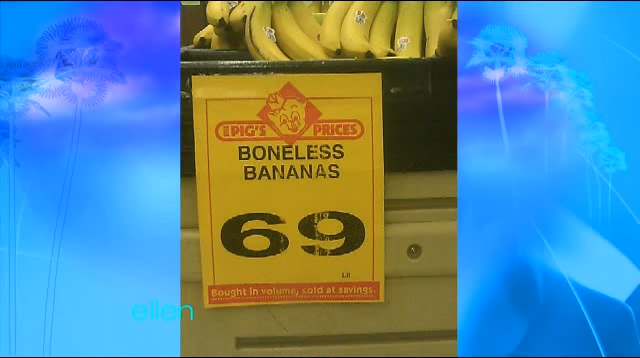 EPIG'S PRICES
BONELESS
BANANAS
69
LB
Bought in volume, sold at savings.
ellen